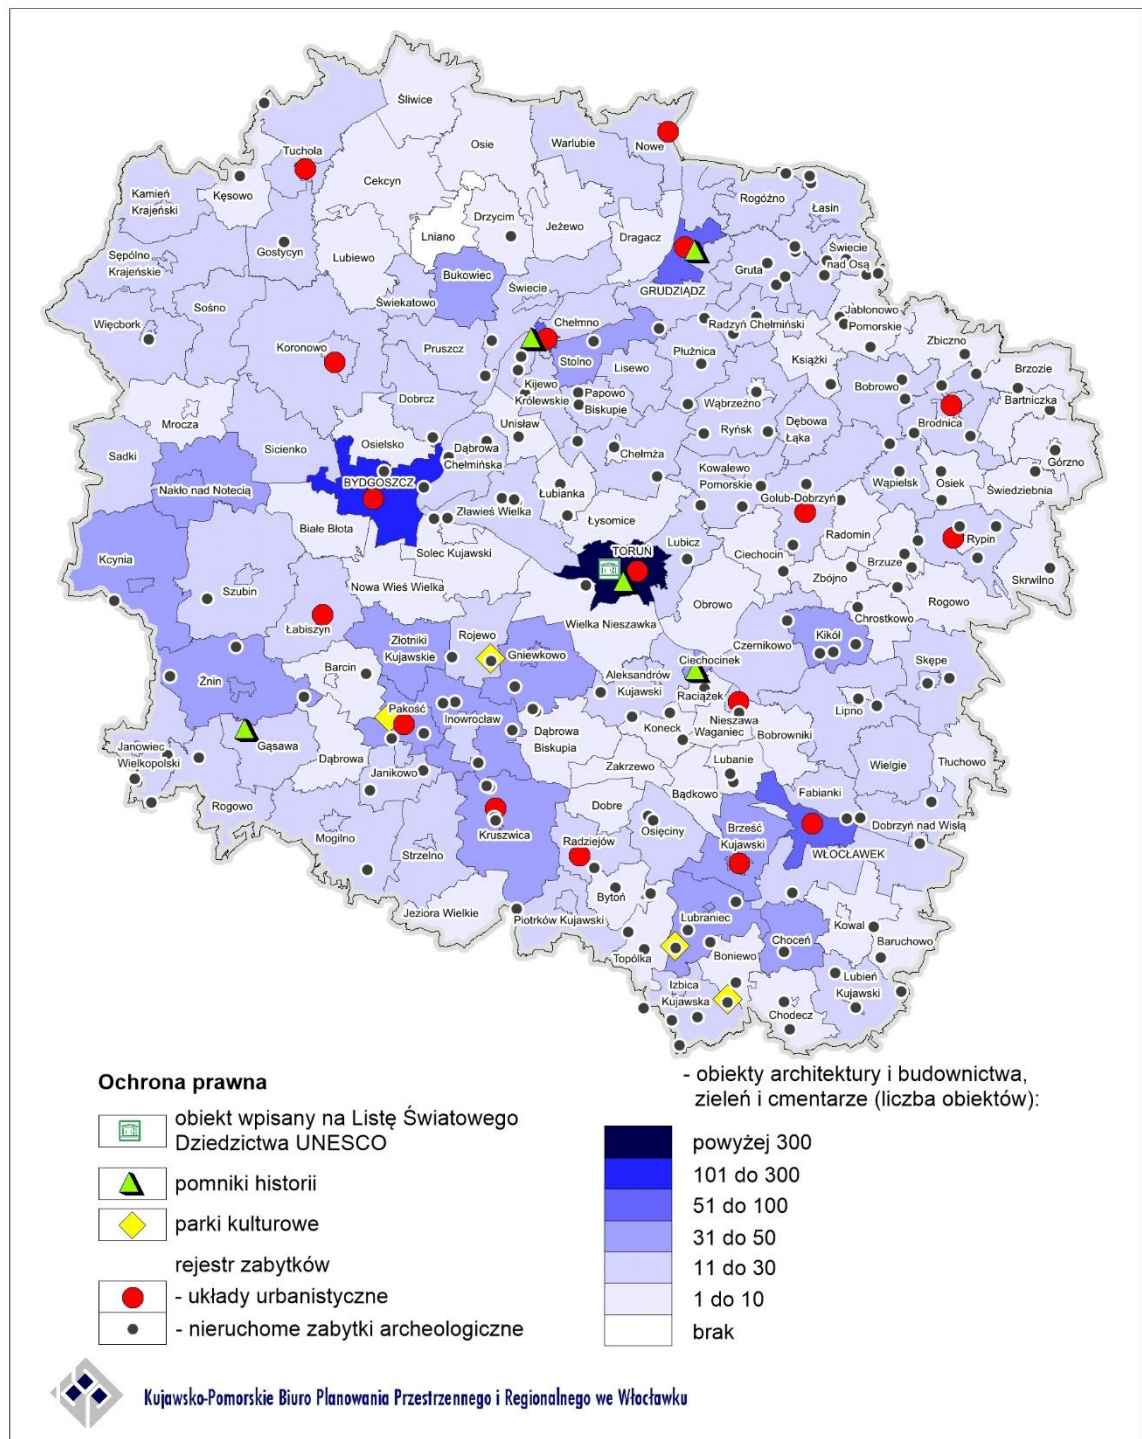 Śliwice
Osie
Warlubie
Nowe
Tuchola
Cekcyn
Kęsowo
Kamień
Krajeński
Rogóźno
Łasin
Drzycim
Lniano
Jeżewo
Dragacz
Gostycyn
Lubiewo
Sępólno
Krajeńskie
Świecie
nad Osą
Gruta
Bukowiec
Świecie
GRUDZIĄDZ
Świekatowo
Sośno
Więcbork
Koronowo
Pruszcz
Chełmno
Stolno
Radzyń Chełmiński
Jabłonowo
Pomorskie
Zbiczno
Płużnica
Lisewo
Książki
Brzozie
Bartniczka
Bobrowo
Kijewo
Królewskie
Papowo
Biskupie
Dobrcz
Wąbrzeźno
Brodnica
Mrocza
Unisław
Osielsko
Ryńsk
Dębowa
Łąka
Sadki
Sicienko
Dąbrowa
Chełmińska
Chełmża
Górzno
Kowalewo
Pomorskie
Wąpielsk
Osiek
Świedziebnia
Nakło nad Notecią
BYDGOSZCZ
Łubianka
Golub-Dobrzyń
Zławieś Wielka
Łysomice
Białe Błota
Radomin
Rypin
Solec Kujawski
TORUŃ
Lubicz
Ciechocin
Kcynia
Zbójno
Brzuze
Skrwilno
Szubin
Nowa Wieś Wielka
Obrowo
Rogowo
Łabiszyn
Wielka Nieszawka
Chrostkowo
Złotniki
Kujawskie
Rojewo
Gniewkowo
Czernikowo
Kikół
Barcin
Ciechocinek
Skępe
Aleksandrów
Kujawski
Raciążek
Żnin
Pakość
Inowrocław
Lipno
Nieszawa
Waganiec
Koneck
Bobrowniki
Dąbrowa
Biskupia
Janowiec
Wielkopolski
Gąsawa
Dąbrowa
Janikowo
Zakrzewo
Lubanie
Wielgie
Tłuchowo
Bądkowo
Fabianki
Rogowo
Dobre
Mogilno
Kruszwica
Osięciny
Brześć
Kujawski
Dobrzyń nad Wisłą
Radziejów
WŁOCŁAWEK
Strzelno
Bytoń
Jeziora Wielkie
Piotrków Kujawski
Lubraniec
Choceń
Kowal
Baruchowo
Topólka
Boniewo
Izbica
Kujawska
Lubień
Kujawski
Chodecz
Ochrona prawna
obiekt wpisany na Listę Światowego
Dziedzictwa UNESCO
pomniki historii
parki kulturowe
rejestr zabytków
- układy urbanistyczne
- nieruchome zabytki archeologiczne
- obiekty architektury i budownictwa,
zieleń i cmentarze (liczba obiektów):
powyżej 300
101 do 300
51 do 100
31 do 50
11 do 30
1 do 10
brak
Kujawsko-Pomorskie Biuro Planowania Przestrzennego i Regionalnego we Włocławku